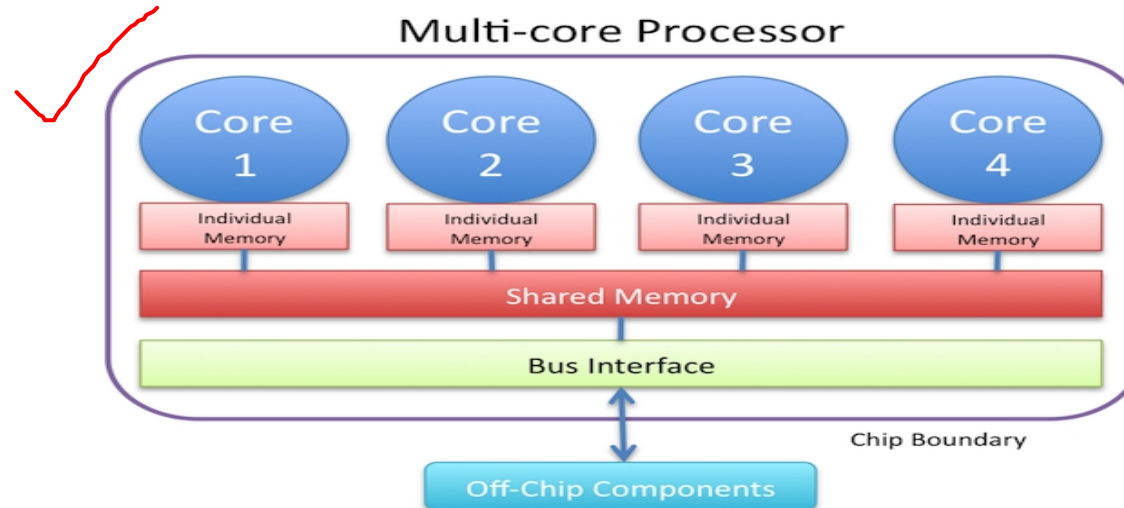 Multi-core Processor
Core
1
Core
2
Core
3
Core
4
Individual
Memory
Individual
Memory
Individual
Memory
Individual
Memory
Shared Memory
Bus Interface
Chip Boundary
Off-Chip Components